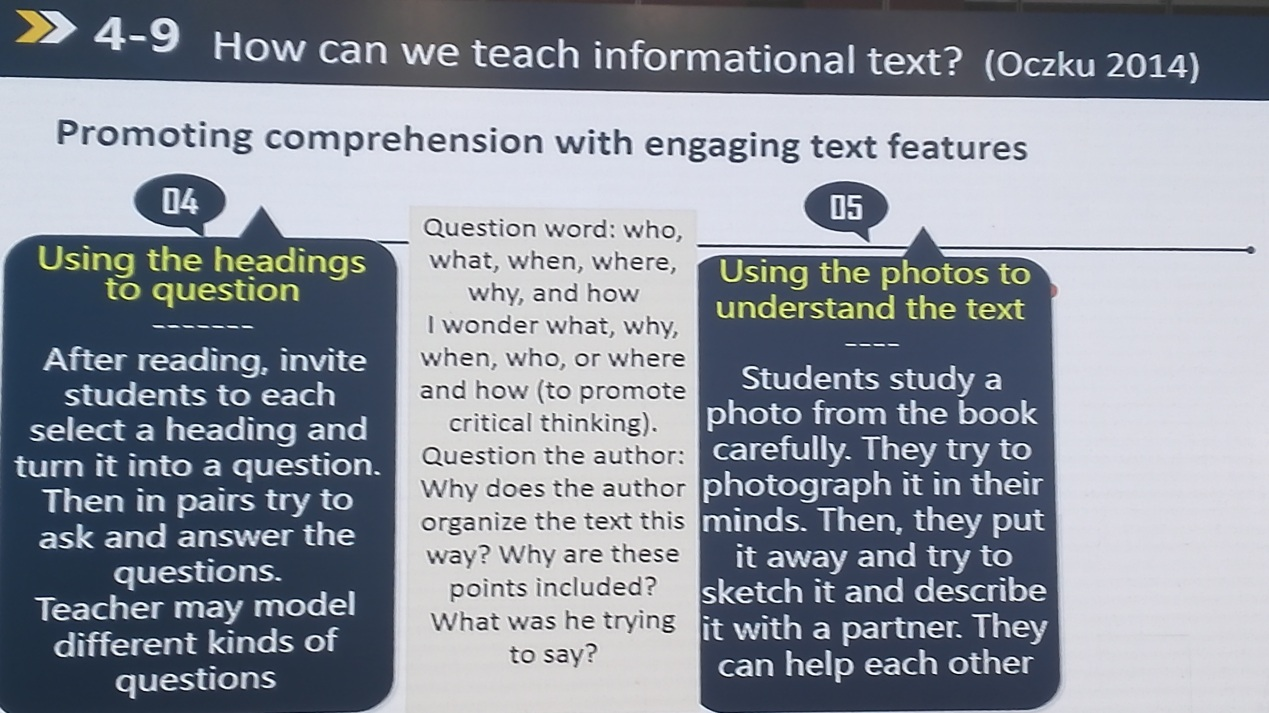 4-9 How can we teach informational text? (Oczku 2014)
Promoting comprehension with engaging text features
04
Using the headings
to question
-------
After reading, invite
students to each
select a heading and
turn it into a question.
Then in pairs try to
ask and answer the
questions.
Teacher may model
different kinds of
questions
Question word: who,
what, when, where,
why, and how
I wonder what, why,
when, who, or where
and how (to promote
critical thinking).
Question the author:
Why does the author
organize the text this
way? Why are these
points included?
What was he trying
to say?
05
Using the photos to
understand the text
----
Students study a
photo from the book
carefully. They try to
photograph it in their
minds. Then, they put
it away and try to
sketch it and describe
it with a partner. They
can help each other